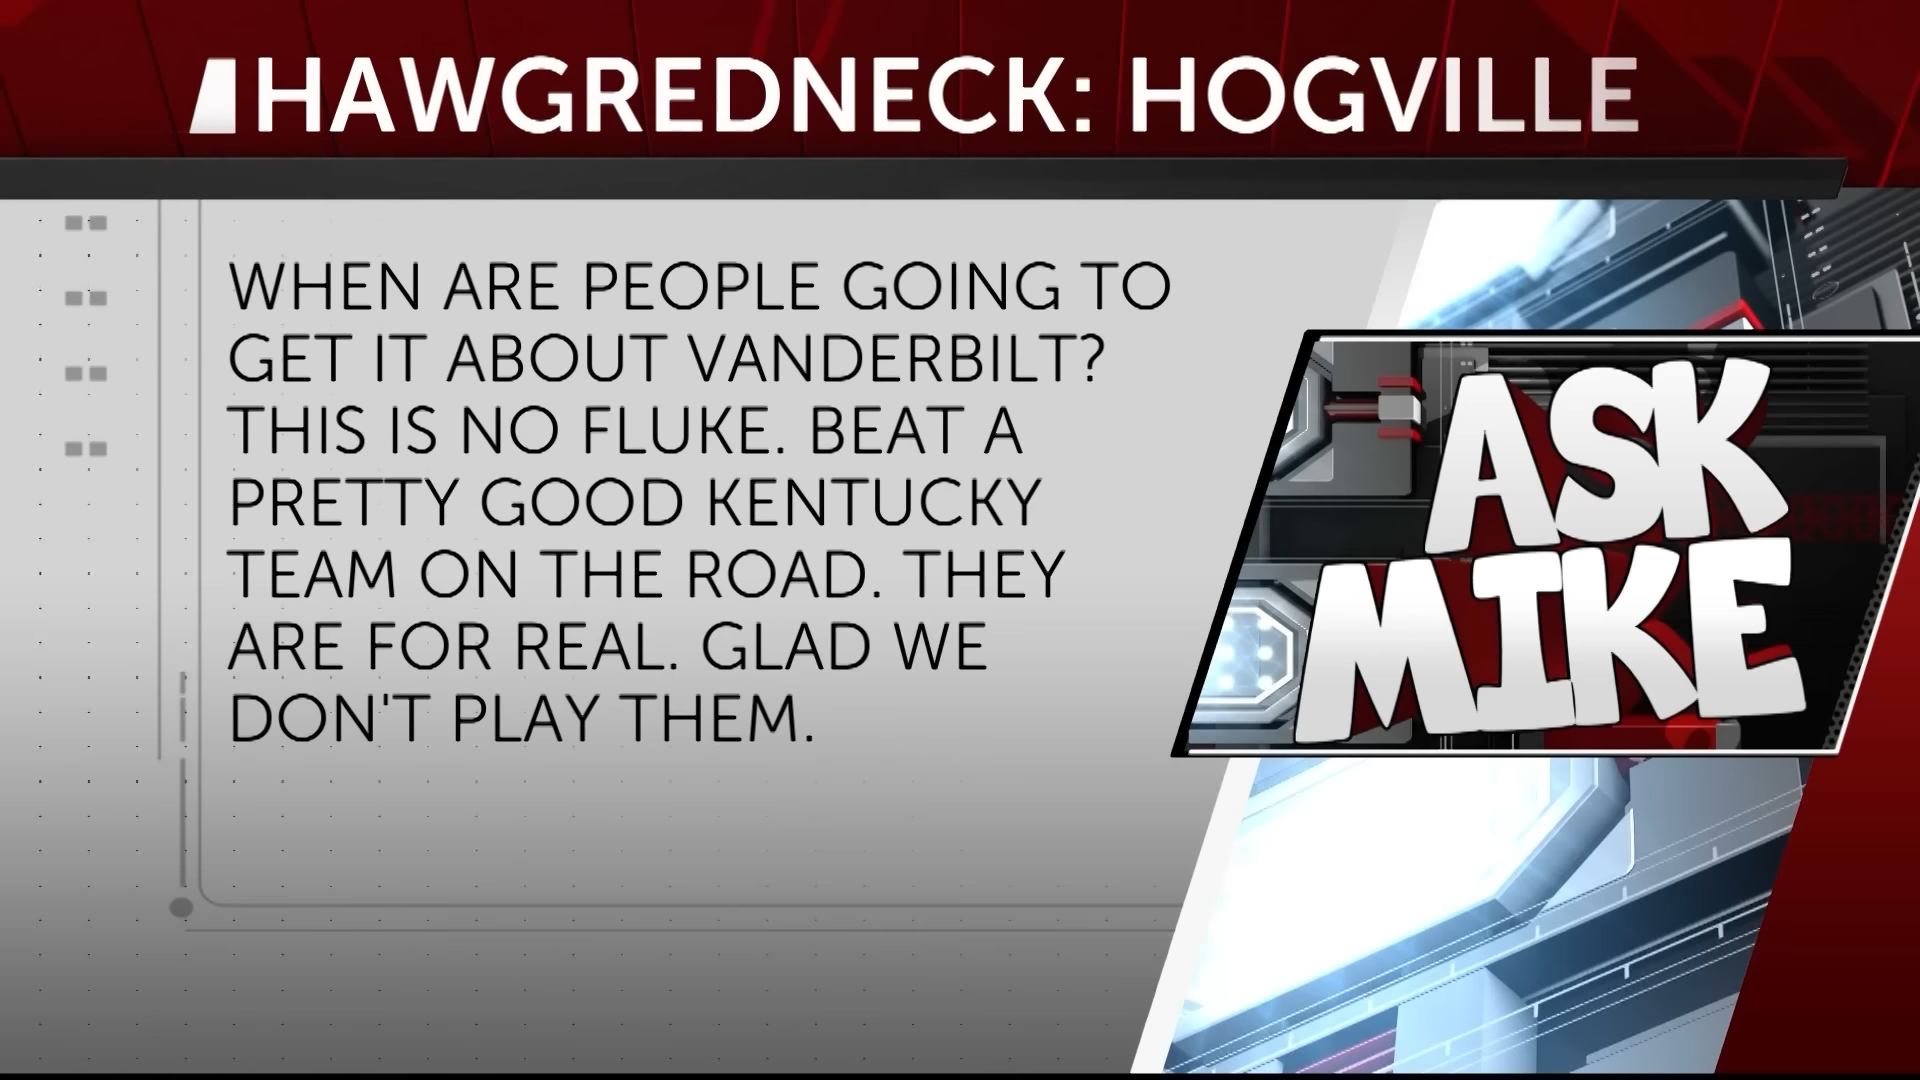 HAWGREDNECK: HOGVILLE
WHEN ARE PEOPLE GOING TO
GET IT ABOUT VANDERBILT?
THIS IS NO FLUKE. BEAT A
PRETTY GOOD KENTUCKY
TEAM ON THE ROAD. THEY
ARE FOR REAL. GLAD WE
DON'T PLAY THEM.
ASK
MIKE